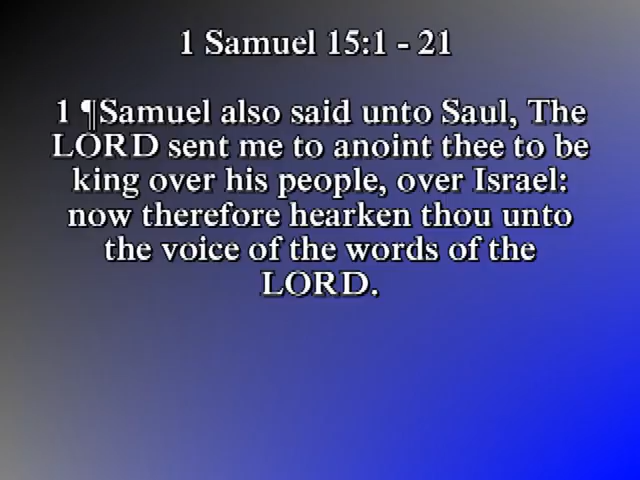 1 Samuel 15:1 - 21
1 ¶Samuel also said unto Saul, The
LORD sent me to anoint thee to be
king over his people, over Israel:
now therefore hearken thou unto
the voice of the words of the
LORD.